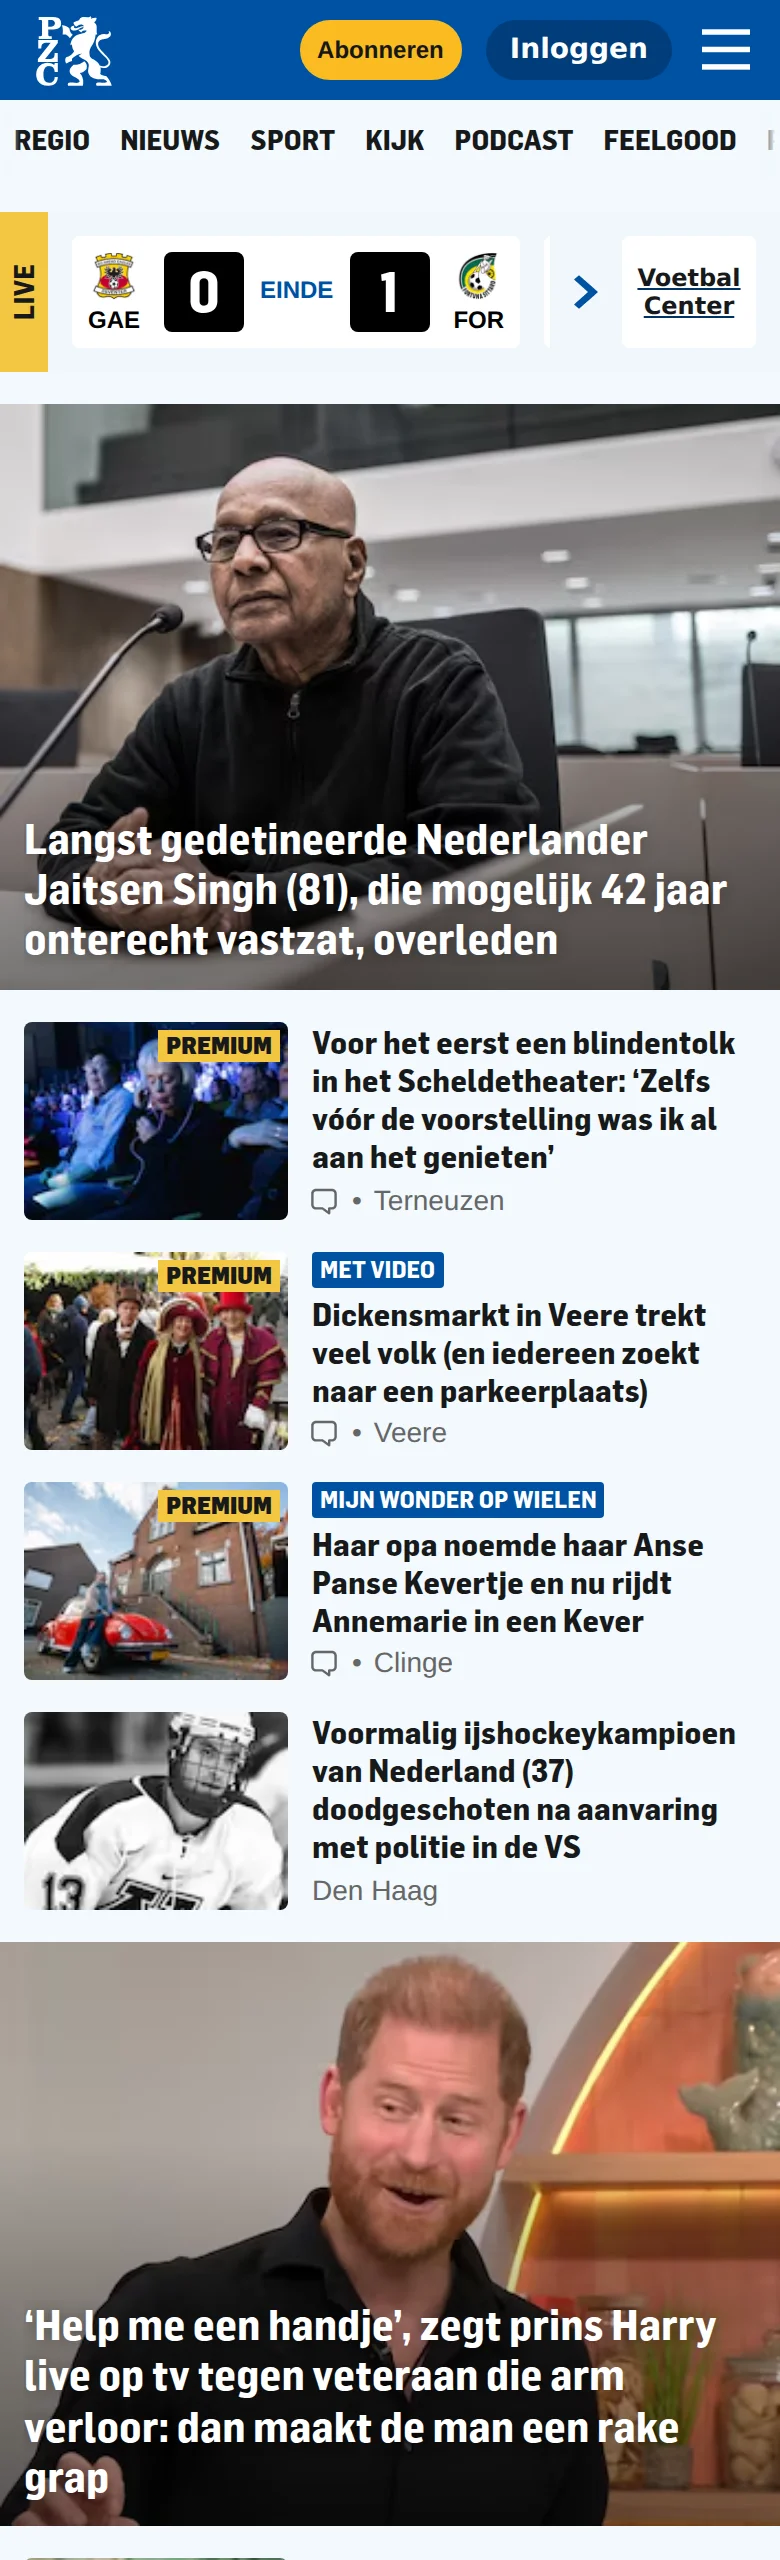 PZC
Abonneren
Inloggen
REGIO NIEUWS SPORT KIJK PODCAST FEELGOOD
LIVE
GAE
0
EINDE
1
FOR
Voetbal
Center
Langst gedetineerde Nederlander
Jaitsen Singh (81), die mogelijk 42 jaar
onterecht vastzat, overleden
PREMIUM
Voor het eerst een blindentolk
in het Scheldetheater: ‘Zelfs
vóór de voorstelling was ik al
aan het genieten’
• Terneuzen
PREMIUM
MET VIDEO
Dickensmarkt in Veere trekt
veel volk (en iedereen zoekt
naar een parkeerplaats)
• Veere
PREMIUM
MIJN WONDER OP WIELEN
Haar opa noemde haar Anse
Panse Kevertje en nu rijdt
Annemarie in een Kever
• Clinge
13
Voormalig ijshockeykampioen
van Nederland (37)
doodgeschoten na aanvaring
met politie in de VS
Den Haag
‘Help me een handje’, zegt prins Harry
live op tv tegen veteraan die arm
verloor: dan maakt de man een rake
grap